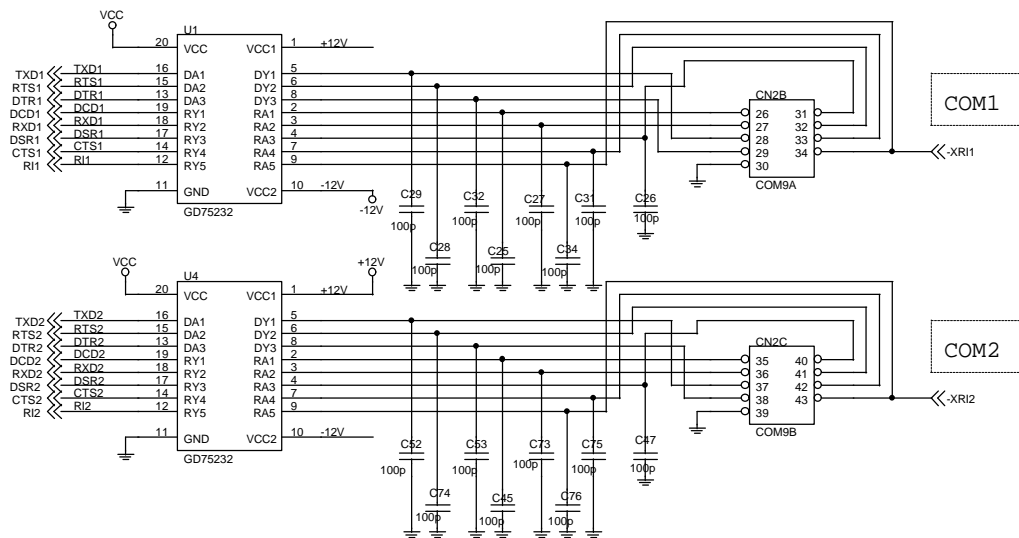 VCC
U1
20 VCC VCC1 1 +12V
TXD1 TXD1 16 DA1 DY1 5
RTS1 RTS1 15 DA2 DY2 6
DTR1 DTR1 13 DA3 DY3 8
DCD1 DCD1 19 RY1 RA1 2
RXD1 RXD1 18 RY2 RA2 3
DSR1 DSR1 17 RY3 RA3 4
CTS1 CTS1 14 RY4 RA4 7
RI1 RI1 12 RY5 RA5 9
11 GND VCC2 10 -12V
GD75232
-12V
CN2B
26 31
27 32
28 33
29 34
30
COM9A
COM1
-XRI1
C29 C32 C27 C31 C26
100p 100p 100p 100p 100p
C28 C25 C34
100p 100p 100p
VCC
+12V
U4
20 VCC VCC1 1 +12V
TXD2 TXD2 16 DA1 DY1 5
RTS2 RTS2 15 DA2 DY2 6
DTR2 DTR2 13 DA3 DY3 8
DCD2 DCD2 19 RY1 RA1 2
RXD2 RXD2 18 RY2 RA2 3
DSR2 DSR2 17 RY3 RA3 4
CTS2 CTS2 14 RY4 RA4 7
RI2 RI2 12 RY5 RA5 9
11 GND VCC2 10 -12V
GD75232
CN2C
35 40
36 41
37 42
38 43
39
COM9B
COM2
-XRI2
C52 C53 C73 C75 C47
100p 100p 100p 100p 100p
C74 C45 C76
100p 100p 100p